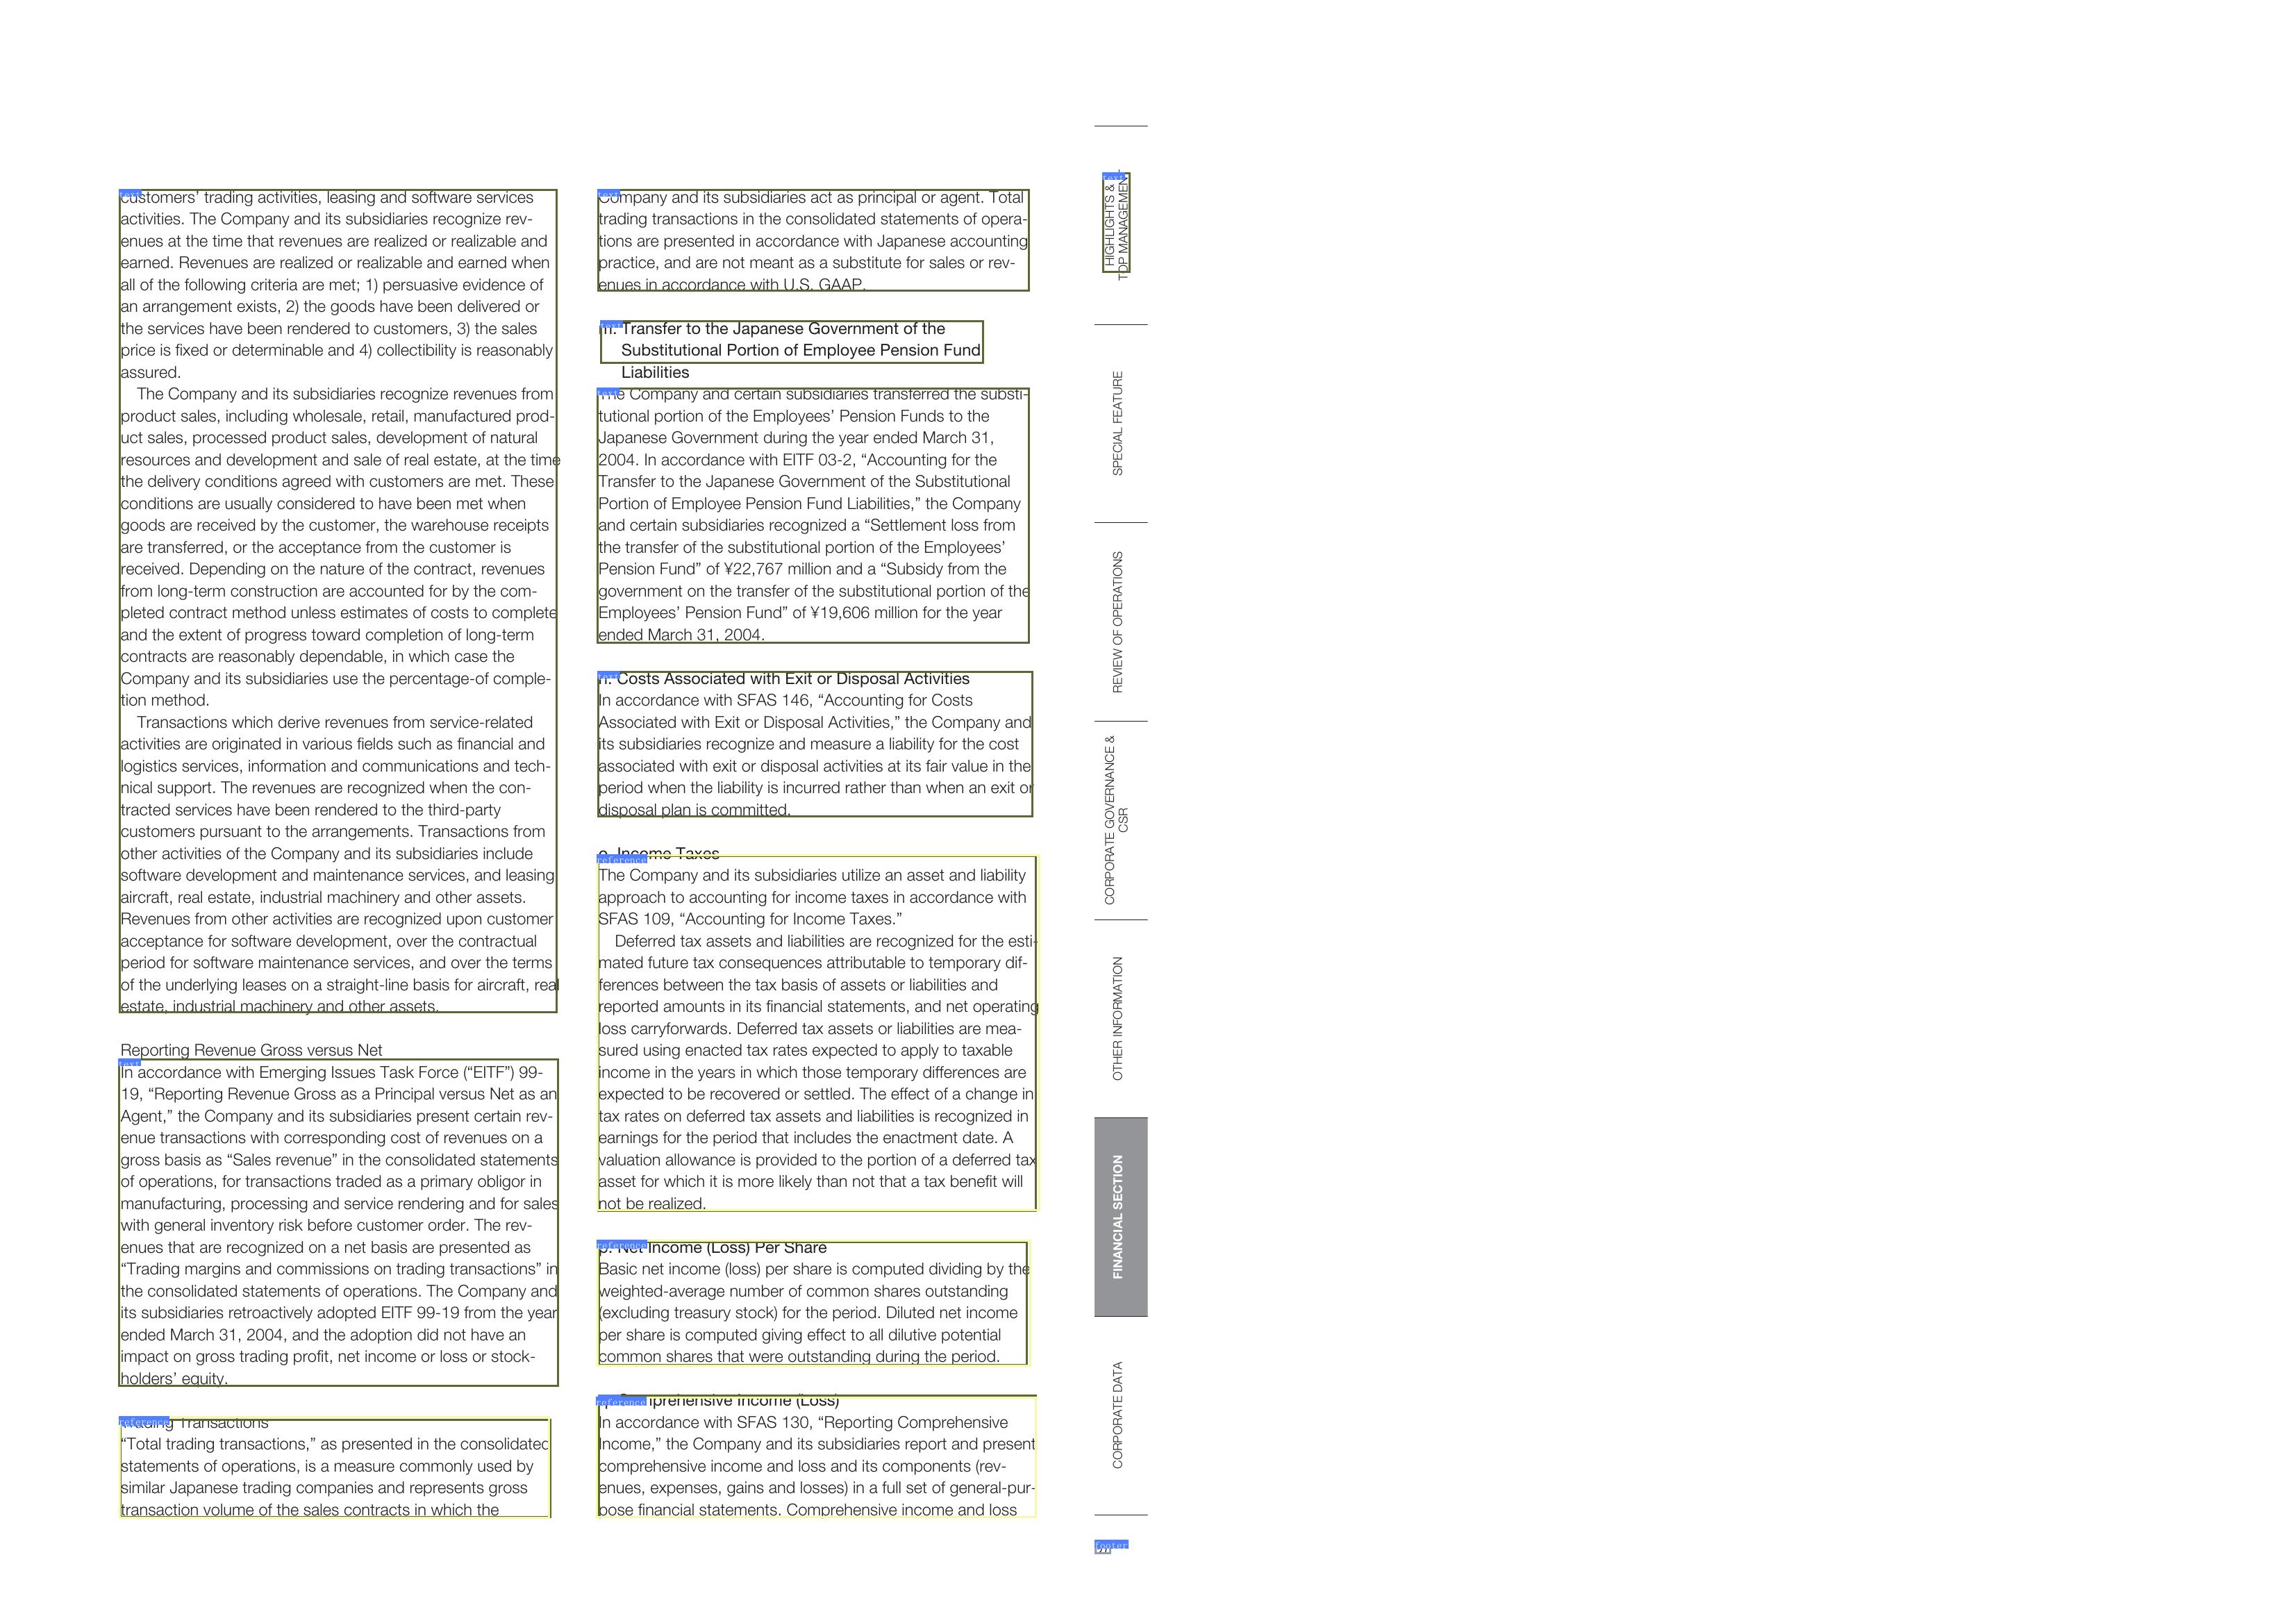 customers’ trading activities, leasing and software services
activities. The Company and its subsidiaries recognize rev-
enues at the time that revenues are realized or realizable and
earned. Revenues are realized or realizable and earned when
all of the following criteria are met; 1) persuasive evidence of
an arrangement exists, 2) the goods have been delivered or
the services have been rendered to customers, 3) the sales
price is fixed or determinable and 4) collectibility is reasonably
assured.
The Company and its subsidiaries recognize revenues from
product sales, including wholesale, retail, manufactured prod-
uct sales, processed product sales, development of natural
resources and development and sale of real estate, at the time
the delivery conditions agreed with customers are met. These
conditions are usually considered to have been met when
goods are received by the customer, the warehouse receipts
are transferred, or the acceptance from the customer is
received. Depending on the nature of the contract, revenues
from long-term construction are accounted for by the com-
pleted contract method unless estimates of costs to complete
and the extent of progress toward completion of long-term
contracts are reasonably dependable, in which case the
Company and its subsidiaries use the percentage-of comple-
tion method.
Transactions which derive revenues from service-related
activities are originated in various fields such as financial and
logistics services, information and communications and tech-
nical support. The revenues are recognized when the con-
tracted services have been rendered to the third-party
customers pursuant to the arrangements. Transactions from
other activities of the Company and its subsidiaries include
software development and maintenance services, and leasing
aircraft, real estate, industrial machinery and other assets.
Revenues from other activities are recognized upon customer
acceptance for software development, over the contractual
period for software maintenance services, and over the terms
of the underlying leases on a straight-line basis for aircraft, real
estate, industrial machinery and other assets.
Reporting Revenue Gross versus Net
In accordance with Emerging Issues Task Force (“EITF”) 99-
19, “Reporting Revenue Gross as a Principal versus Net as an
Agent,” the Company and its subsidiaries present certain rev-
enue transactions with corresponding cost of revenues on a
gross basis as “Sales revenue” in the consolidated statements
of operations, for transactions traded as a primary obligor in
manufacturing, processing and service rendering and for sales
with general inventory risk before customer order. The rev-
enues that are recognized on a net basis are presented as
“Trading margins and commissions on trading transactions” in
the consolidated statements of operations. The Company and
its subsidiaries retroactively adopted EITF 99-19 from the year
ended March 31, 2004, and the adoption did not have an
impact on gross trading profit, net income or loss or stock-
holders’ equity.
Trading Transactions
“Total trading transactions,” as presented in the consolidated
statements of operations, is a measure commonly used by
similar Japanese trading companies and represents gross
transaction volume of the sales contracts in which the
Company and its subsidiaries act as principal or agent. Total
trading transactions in the consolidated statements of opera-
tions are presented in accordance with Japanese accounting
practice, and are not meant as a substitute for sales or rev-
enues in accordance with U.S. GAAP.
m. Transfer to the Japanese Government of the
Substitutional Portion of Employee Pension Fund
Liabilities
The Company and certain subsidiaries transferred the substi-
tutional portion of the Employees’ Pension Funds to the
Japanese Government during the year ended March 31,
2004. In accordance with EITF 03-2, “Accounting for the
Transfer to the Japanese Government of the Substitutional
Portion of Employee Pension Fund Liabilities,” the Company
and certain subsidiaries recognized a “Settlement loss from
the transfer of the substitutional portion of the Employees’
Pension Fund” of ¥22,767 million and a “Subsidy from the
government on the transfer of the substitutional portion of the
Employees’ Pension Fund” of ¥19,606 million for the year
ended March 31, 2004.
n. Costs Associated with Exit or Disposal Activities
In accordance with SFAS 146, “Accounting for Costs
Associated with Exit or Disposal Activities,” the Company and
its subsidiaries recognize and measure a liability for the cost
associated with exit or disposal activities at its fair value in the
period when the liability is incurred rather than when an exit or
disposal plan is committed.
o. Income Taxes
The Company and its subsidiaries utilize an asset and liability
approach to accounting for income taxes in accordance with
SFAS 109, “Accounting for Income Taxes.”
Deferred tax assets and liabilities are recognized for the esti-
mated future tax consequences attributable to temporary dif-
ferences between the tax basis of assets or liabilities and
reported amounts in its financial statements, and net operating
loss carryforwards. Deferred tax assets or liabilities are mea-
sured using enacted tax rates expected to apply to taxable
income in the years in which those temporary differences are
expected to be recovered or settled. The effect of a change in
tax rates on deferred tax assets and liabilities is recognized in
earnings for the period that includes the enactment date. A
valuation allowance is provided to the portion of a deferred tax
asset for which it is more likely than not that a tax benefit will
not be realized.
p. Net Income (Loss) Per Share
Basic net income (loss) per share is computed dividing by the
weighted-average number of common shares outstanding
(excluding treasury stock) for the period. Diluted net income
per share is computed giving effect to all dilutive potential
common shares that were outstanding during the period.
Comprehensive Income (Loss)
In accordance with SFAS 130, “Reporting Comprehensive
Income,” the Company and its subsidiaries report and present
comprehensive income and loss and its components (rev-
enues, expenses, gains and losses) in a full set of general-pur-
pose financial statements. Comprehensive income and loss
HIGHLIGHTS &
TOP MANAGEMENT
SPECIAL FEATURE
REVIEW OF OPERATIONS
CORPORATE GOVERNANCE &
CSR
OTHER INFORMATION
FINANCIAL SECTION
CORPORATE DATA
text
text
text
text
text
text
text
text
reference
reference
reference
reference
footer